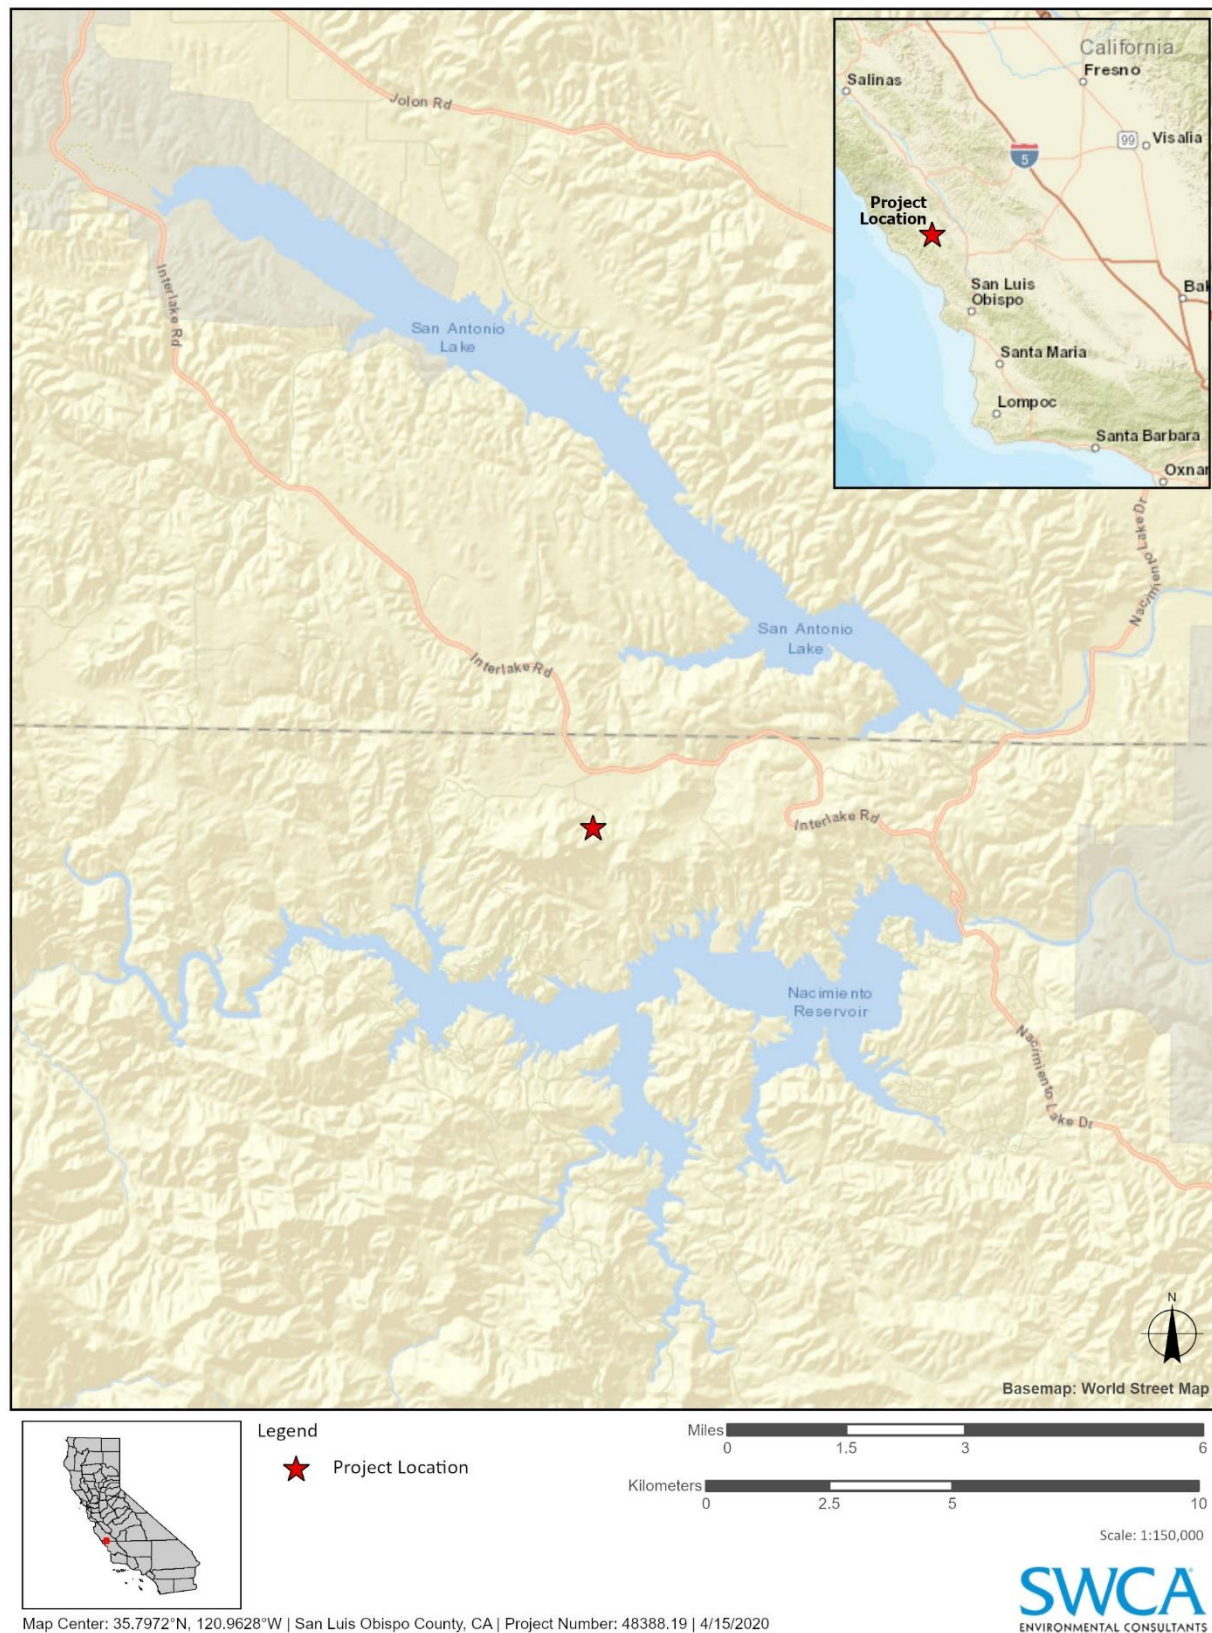 Jolon Rd
Interlake Rd
San Antonio
Lake
Interlake Rd
San Antonio
Lake
Nacimiento Lake Dr
Interlake Rd
Nacimiento
Reservoir
Nacimiento Lake Dr
California
Fresno
Salinas
99
Visalia
5
Project
Location
San Luis
Obispo
Bak
Santa Maria
Lompoc
Santa Barbara
Oxnar
N
Basemap: World Street Map
Legend
Project Location
Miles
0 1.5 3 6
Kilometers
0 2.5 5 10
Scale: 1:150,000
SWCA
ENVIRONMENTAL CONSULTANTS
Map Center: 35.7972°N, 120.9628°W | San Luis Obispo County, CA | Project Number: 48388.19 | 4/15/2020